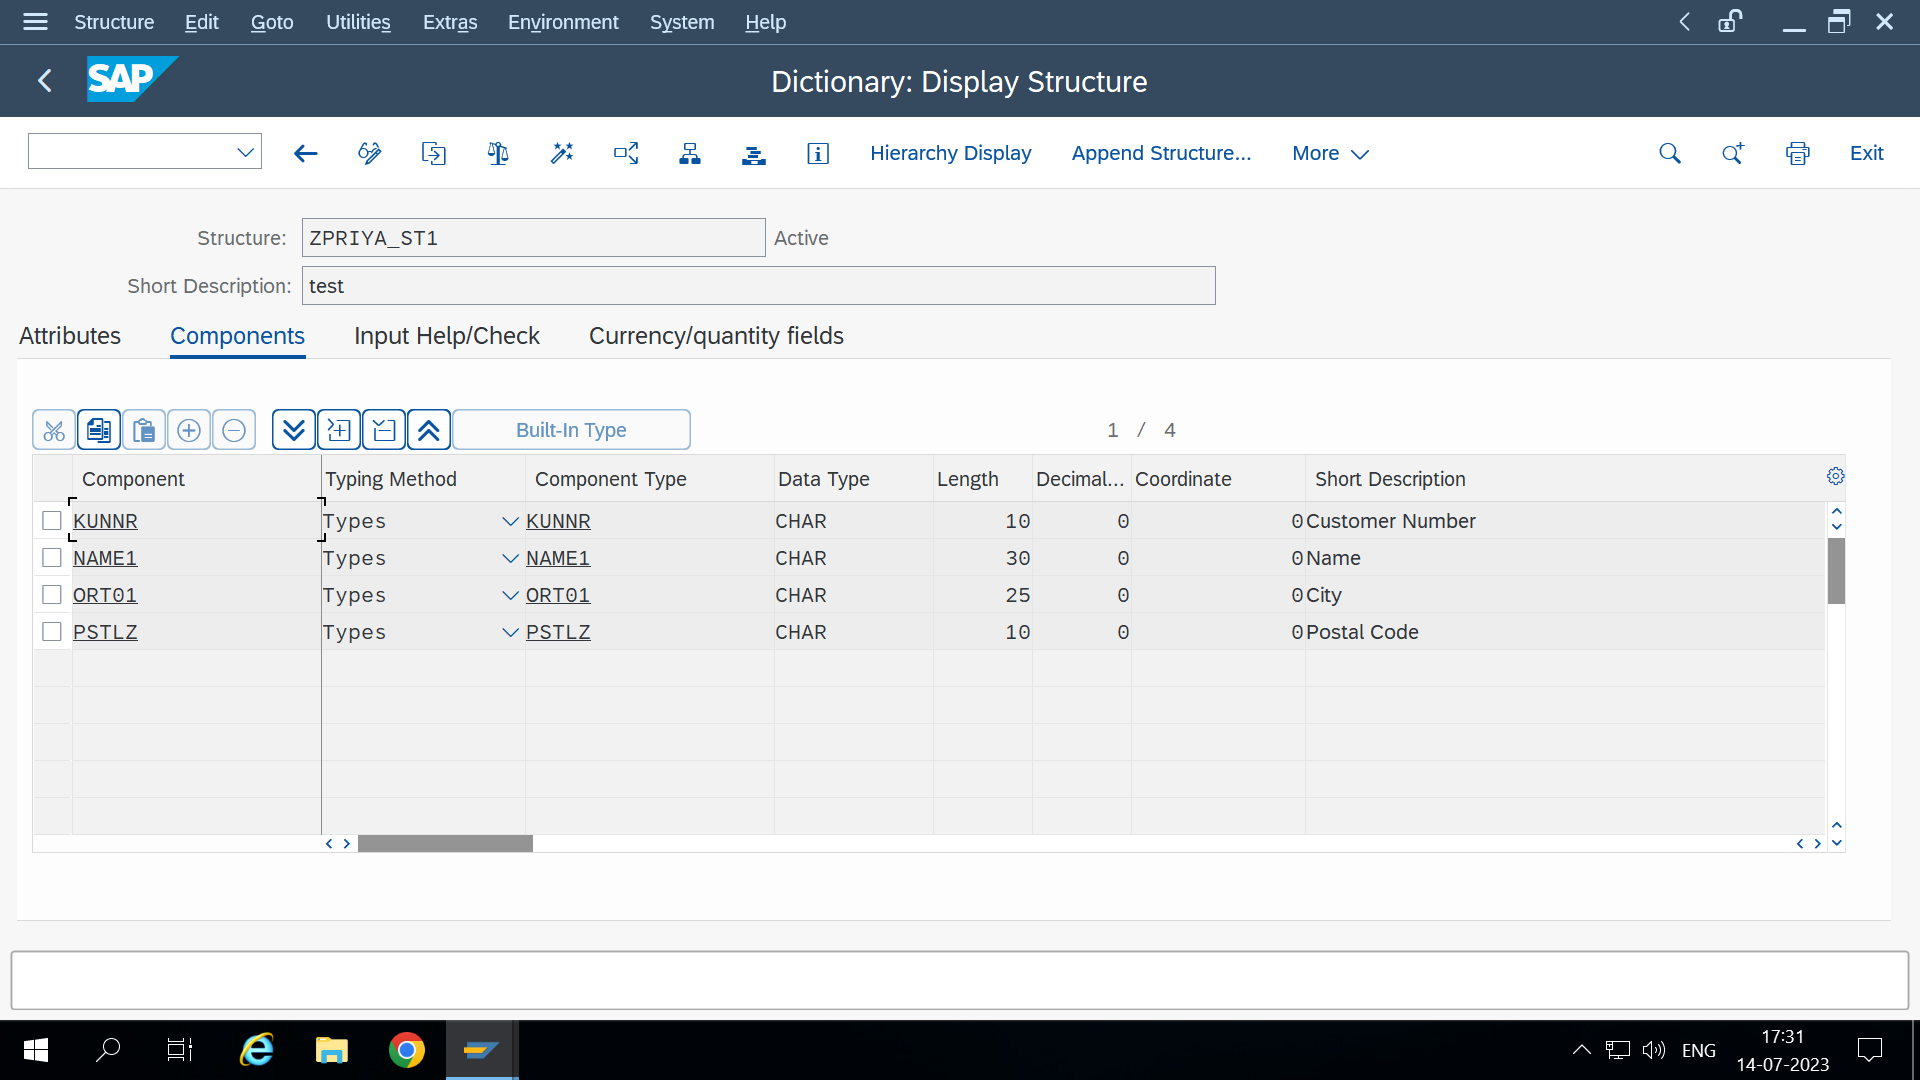 Structure Edit Goto Utilities Extras Environment System Help
SAP Dictionary: Display Structure
Hierarchy Display Append Structure... More Exit
Structure: ZPRIYA_ST1 Active
Short Description: test
Attributes Components Input Help/Check Currency/quantity fields
Built-In Type 1 / 4
Component Typing Method Component Type Data Type Length Decimal... Coordinate Short Description
KUNNR Types KUNNR CHAR 10 0 0 Customer Number
NAME1 Types NAME1 CHAR 30 0 0 Name
ORT01 Types ORT01 CHAR 25 0 0 City
PSTLZ Types PSTLZ CHAR 10 0 0 Postal Code
ENG 17:31
14-07-2023